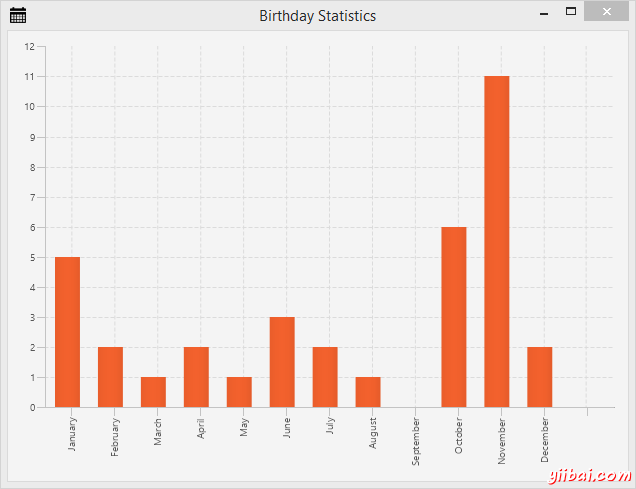 Birthday Statistics
12
11
10
9
8
7
6
5
4
3
2
1
0
January
February
March
April
May
June
July
August
September
October
November
December
yiibai.com